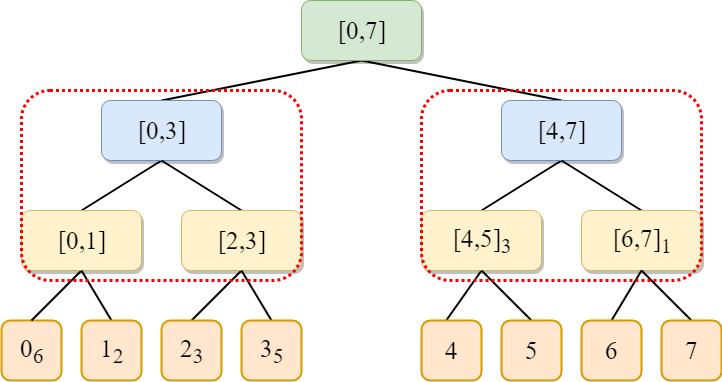 [0,7]
[0,3] [4,7]
[0,1] [2,3] [4,5]₃ [6,7]₁
0₆ 1₂ 2₃ 3₅ 4 5 6 7